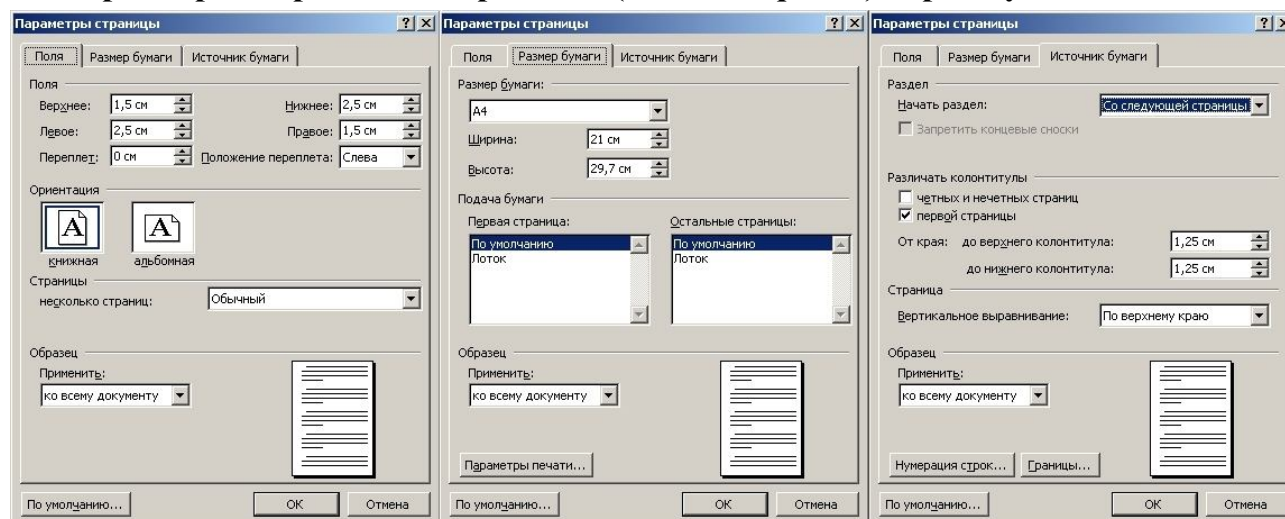 Параметры страницы
Поля Размер бумаги Источник бумаги
Поля
Верхнее: 1,5 см Нижнее: 2,5 см
Левое: 2,5 см Правое: 1,5 см
Переплет: 0 см Положение переплета: Слева
Ориентация
A A
книжная альбомная
Страницы
несколько страниц: Обычный
Образец
Применить:
ко всему документу
По умолчанию... ОК Отмена
Параметры страницы
Поля Размер бумаги Источник бумаги
Размер бумаги:
A4
Ширина: 21 см
Высота: 29,7 см
Подача бумаги
Первая страница: Остальные страницы:
По умолчанию По умолчанию
Лоток Лоток
Образец
Применить:
ко всему документу
Параметры печати...
По умолчанию... ОК Отмена
Параметры страницы
Поля Размер бумаги Источник бумаги
Раздел
Начать раздел: Со следующей страницы
Запретить концевые сноски
Различать колонтитулы
четных и нечетных страниц
первой страницы
От края: до верхнего колонтитула: 1,25 см
до нижнего колонтитула: 1,25 см
Страница
Вертикальное выравнивание: По верхнему краю
Образец
Применить:
ко всему документу
Нумерация строк... Границы...
По умолчанию... ОК Отмена